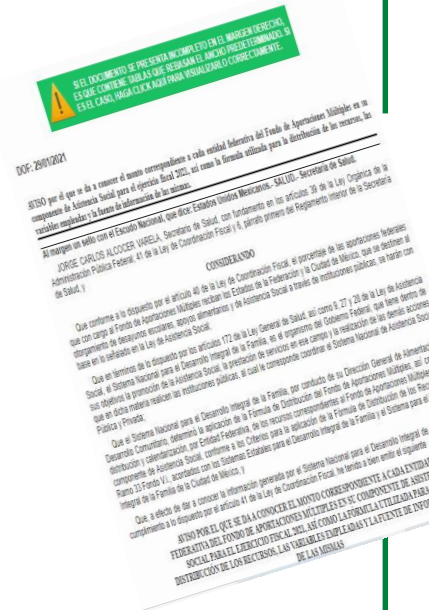 SI EL DOCUMENTO SE PRESENTA INCOMPLETO EN EL MARGEN DERECHO,
ES QUE CONTIENE TABLAS QUE REBASAN EL ANCHO PREDETERMINADO. SI
ES EL CASO, HAGA CLICK AQUÍ PARA VISUALIZARLO CORRECTAMENTE.
DOF: 29/01/2021
AVISO por el que se da a conocer el monto correspondiente a cada entidad federativa del Fondo de Aportaciones Múltiples en su
componente de Asistencia Social para el ejercicio fiscal 2021, así como la fórmula utilizada para la distribución de los recursos, las
variables empleadas y la fuente de información de las mismas.
Al margen un sello con el Escudo Nacional, que dice: Estados Unidos Mexicanos.- SALUD.- Secretaría de Salud.
JORGE CARLOS ALCOCER VARELA, Secretario de Salud, con fundamento en los artículos 39 de la Ley Orgánica de la
Administración Pública Federal; 41 de la Ley de Coordinación Fiscal y 6, párrafo primero del Reglamento Interior de la Secretaría
de Salud, y
CONSIDERANDO
Que conforme a lo dispuesto por el artículo 40 de la Ley de Coordinación Fiscal, el porcentaje de las aportaciones federales
que con cargo al Fondo de Aportaciones Múltiples reciban los Estados de la Federación y la Ciudad de México, que se destinen al
otorgamiento de desayunos escolares, apoyos alimentarios y de Asistencia Social a través de instituciones públicas, se harán con
base en lo señalado en la Ley de Asistencia Social;
Que en términos de lo dispuesto por los artículos 172 de la Ley General de Salud, así como 9, 27 y 28 de la Ley de Asistencia
Social, el Sistema Nacional para el Desarrollo Integral de la Familia, es el organismo del Gobierno Federal, que tiene dentro de
sus objetivos la promoción de la Asistencia Social, la prestación de servicios en ese campo y la realización de las demás acciones
que en dicha materia realicen las instituciones públicas, al cual le corresponde coordinar el Sistema Nacional de Asistencia Social
Pública y Privada;
Que el Sistema Nacional para el Desarrollo Integral de la Familia, por conducto de su Dirección General de Alimentac
Desarrollo Comunitario, determinó la aplicación de la Fórmula de Distribución del Fondo de Aportaciones Múltiples, así co
distribución y calendarización, por Entidad Federativa, de los recursos correspondientes al Fondo de Aportaciones Múltiple
componente de Asistencia Social, conforme a los Criterios para la aplicación de la Fórmula de Distribución de los Recu
Ramo 33 Fondo V.i., acordados con los Sistemas Estatales para el Desarrollo Integral de la Familia y el Sistema para el
Integral de la Familia de la Ciudad de México, y
Que, a efecto de dar a conocer la información generada por el Sistema Nacional para el Desarrollo Integral de
cumplimiento a lo dispuesto por el artículo 41 de la Ley de Coordinación Fiscal, he tenido a bien emitir el siguiente
AVISO POR EL QUE SE DA A CONOCER EL MONTO CORRESPONDIENTE A CADA ENTIDAD
FEDERATIVA DEL FONDO DE APORTACIONES MÚLTIPLES EN SU COMPONENTE DE ASISTE
SOCIAL PARA EL EJERCICIO FISCAL 2021, ASÍ COMO LA FÓRMULA UTILIZADA PARA
DISTRIBUCIÓN DE LOS RECURSOS, LAS VARIABLES EMPLEADAS Y LA FUENTE DE INFOR
DE LAS MISMAS